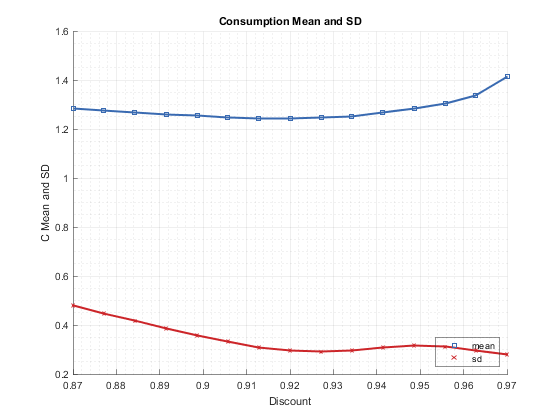 Consumption Mean and SD
1.6
1.4
1.2
1
0.8
0.6
0.4
0.2
C Mean and SD
0.87 0.88 0.89 0.9 0.91 0.92 0.93 0.94 0.95 0.96 0.97
Discount
mean
sd